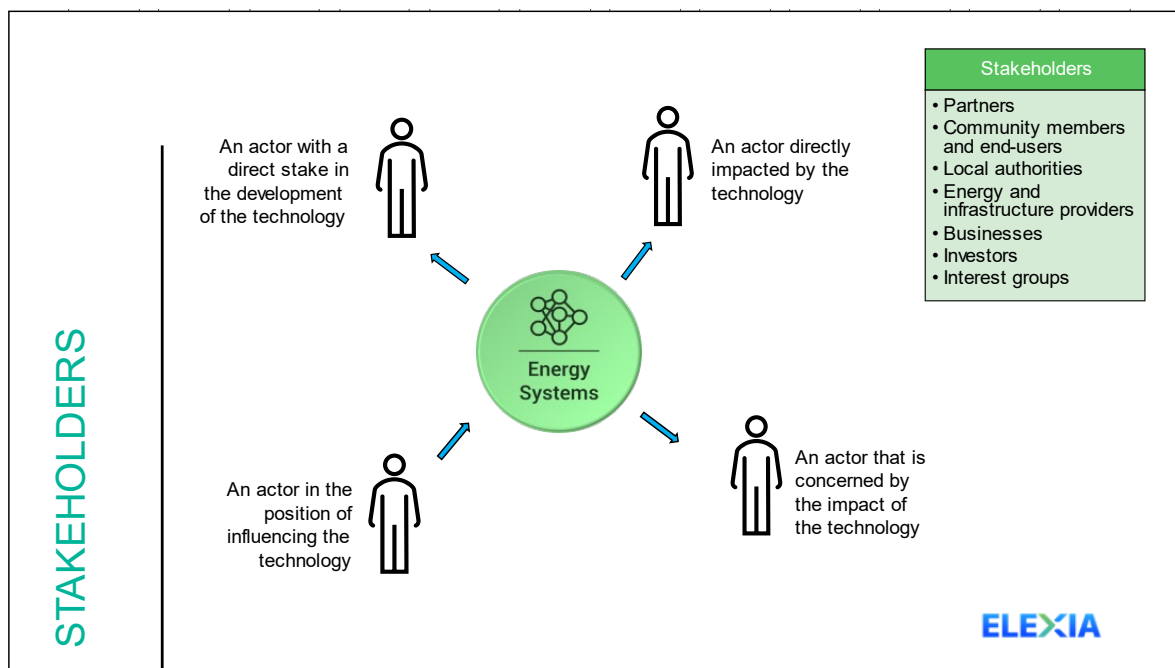 STAKEHOLDERS
An actor with a
direct stake in
the development
of the technology
An actor directly
impacted by the
technology
Energy
Systems
An actor in the
position of
influencing the
technology
An actor that is
concerned by
the impact of
the technology
Stakeholders
• Partners
• Community members
and end-users
• Local authorities
• Energy and
infrastructure providers
• Businesses
• Investors
• Interest groups
ELEXIA